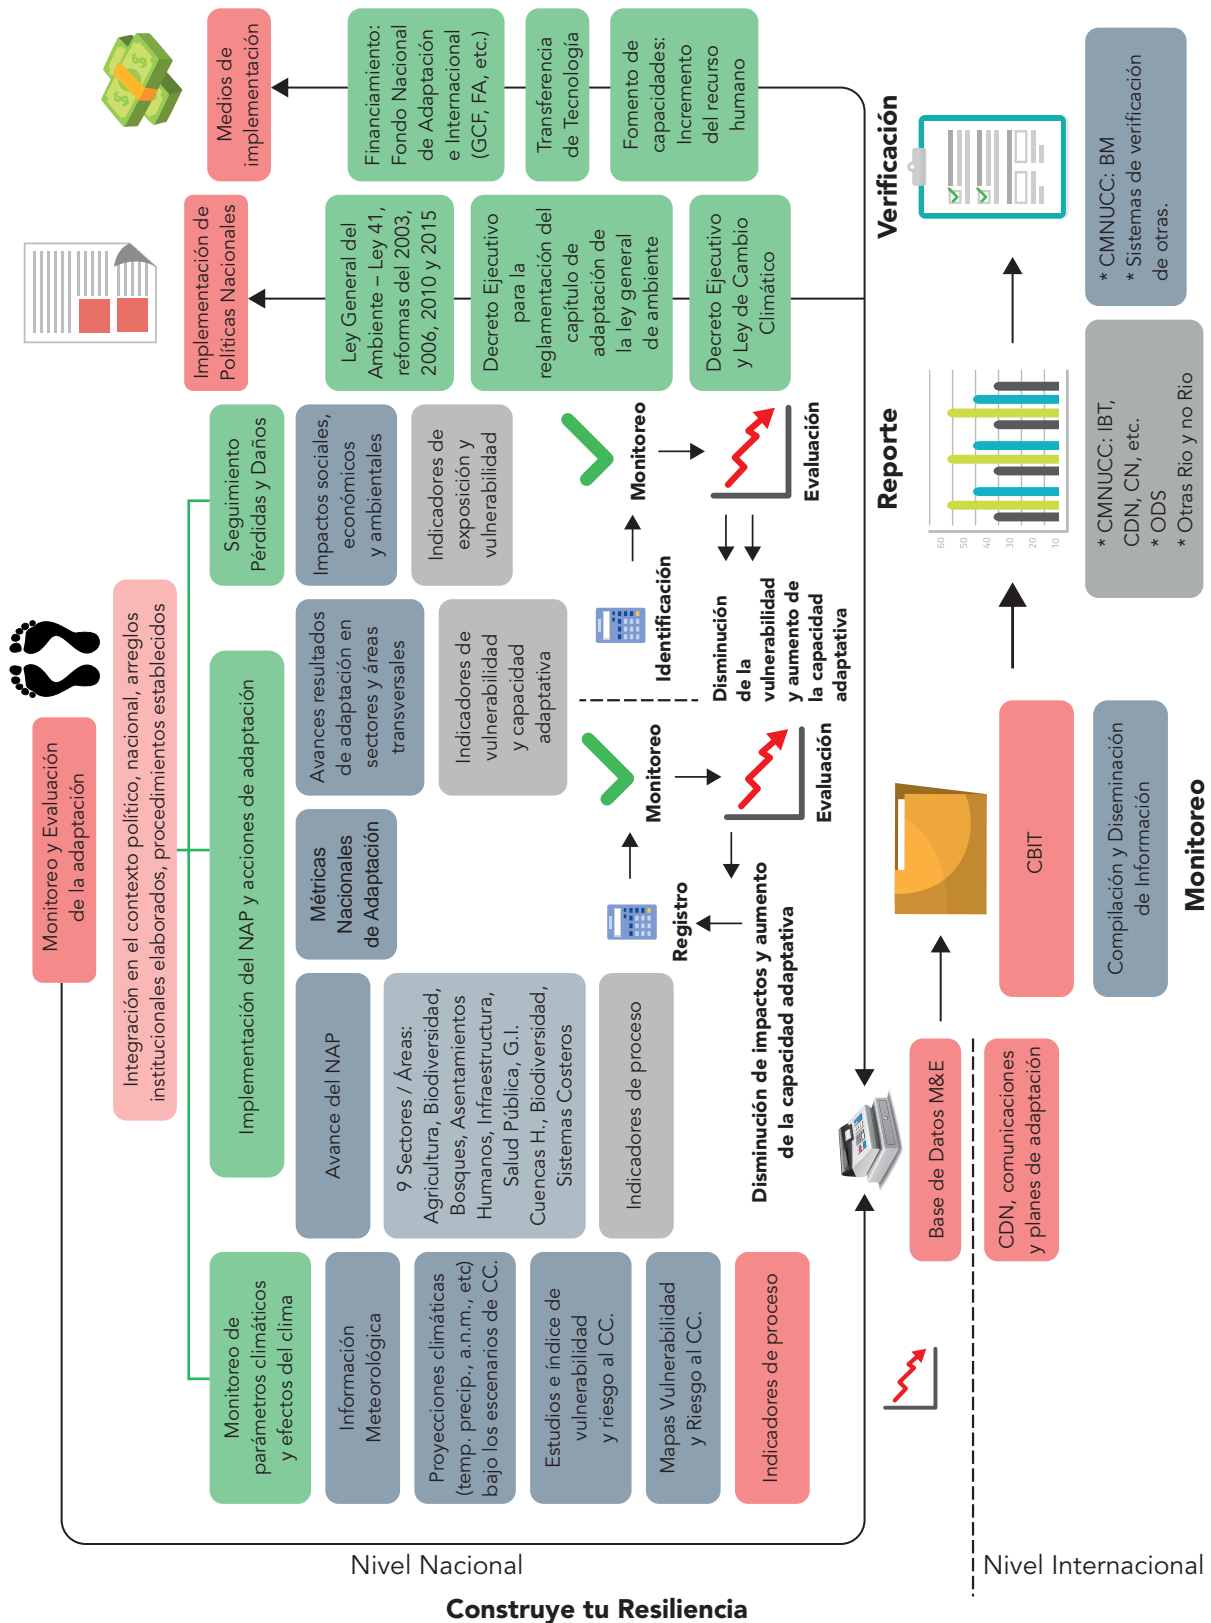 Monitoreo y Evaluación
de la adaptación
Integración en el contexto político, nacional, arreglos
institucionales elaborados, procedimientos establecidos
Monitoreo de
parámetros climáticos
y efectos del clima
Información
Meteorológica
Proyecciones climáticas
(temp. precip., a.n.m., etc)
bajo los escenarios de CC.
Estudios e índice de
vulnerabilidad
y riesgo al CC.
Mapas Vulnerabilidad
y Riesgo al CC.
Indicadores de proceso
Implementación del NAP y acciones de adaptación
Avance del NAP
9 Sectores / Áreas:
Agricultura, Biodiversidad,
Bosques, Asentamientos
Humanos, Infraestructura,
Salud Pública, G.I.
Cuencas H., Biodiversidad,
Sistemas Costeros
Indicadores de proceso
Métricas
Nacionales
de Adaptación
Avances resultados
de adaptación en
sectores y áreas
transversales
Indicadores de
vulnerabilidad
y capacidad
adaptativa
Registro
Monitoreo
Evaluación
Disminución de impactos y aumento
de la capacidad adaptativa
Seguimiento
Pérdidas y Daños
Impactos sociales,
económicos
y ambientales
Indicadores de
exposición y
vulnerabilidad
Identificación
Monitoreo
Evaluación
Disminución
de la
vulnerabilidad
y aumento de
la capacidad
adaptativa
Implementación de
Políticas Nacionales
Ley General del
Ambiente – Ley 41,
reformas del 2003,
2006, 2010 y 2015
Decreto Ejecutivo
para la
reglamentación del
capítulo de
adaptación de
la ley general
de ambiente
Decreto Ejecutivo
y Ley de Cambio
Climático
Medios de
implementación
Financiamiento:
Fondo Nacional
de Adaptación
e Internacional
(GCF, FA, etc.)
Transferencia
de Tecnología
Fomento de
capacidades:
Incremento
del recurso
humano
Nivel Nacional
Base de Datos M&E
CDN, comunicaciones
y planes de adaptación
CBIT
Compilación y Diseminación
de Información
Monitoreo
Reporte
60
50
40
30
20
10
* CMNUCC: IBT,
CDN, CN, etc.
* ODS
* Otras Rio y no Rio
Verificación
* CMNUCC: BM
* Sistemas de verificación
de otras.
Nivel Internacional
Construye tu Resiliencia